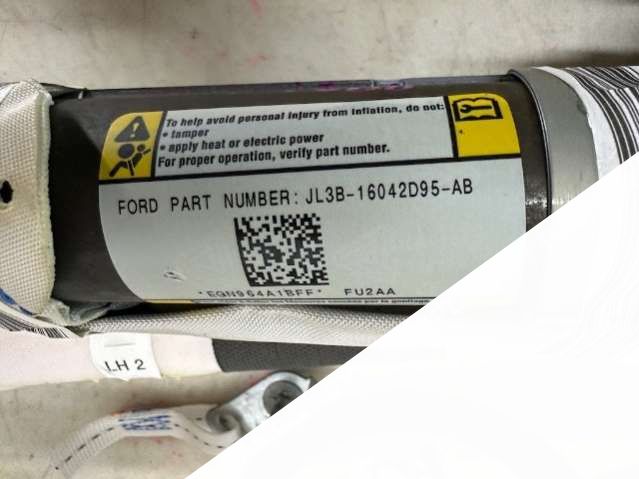 To help avoid personal injury from inflation, do not:
• tamper
• apply heat or electric power
For proper operation, verify part number.
FORD PART NUMBER: JL3B-16042D95-AB
*EGN964A1BFF* FU2AA
LH 2